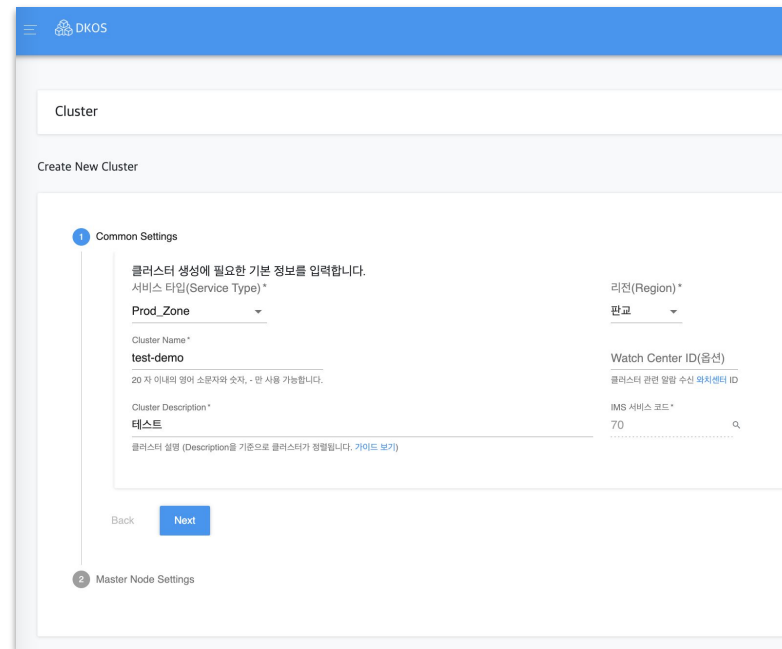 DKOS
Cluster
Create New Cluster
1 Common Settings
클러스터 생성에 필요한 기본 정보를 입력합니다.
서비스 타입(Service Type) *
리전(Region) *
Prod_Zone
판교
Cluster Name *
test-demo
Watch Center ID(옵션)
20 자 이내의 영어 소문자와 숫자, - 만 사용 가능합니다.
클러스터 관련 알람 수신 와치센터 ID
Cluster Description *
IMS 서비스 코드 *
테스트
70
클러스터 설명 (Description을 기준으로 클러스터가 정렬됩니다. 가이드 보기)
Back
Next
2 Master Node Settings